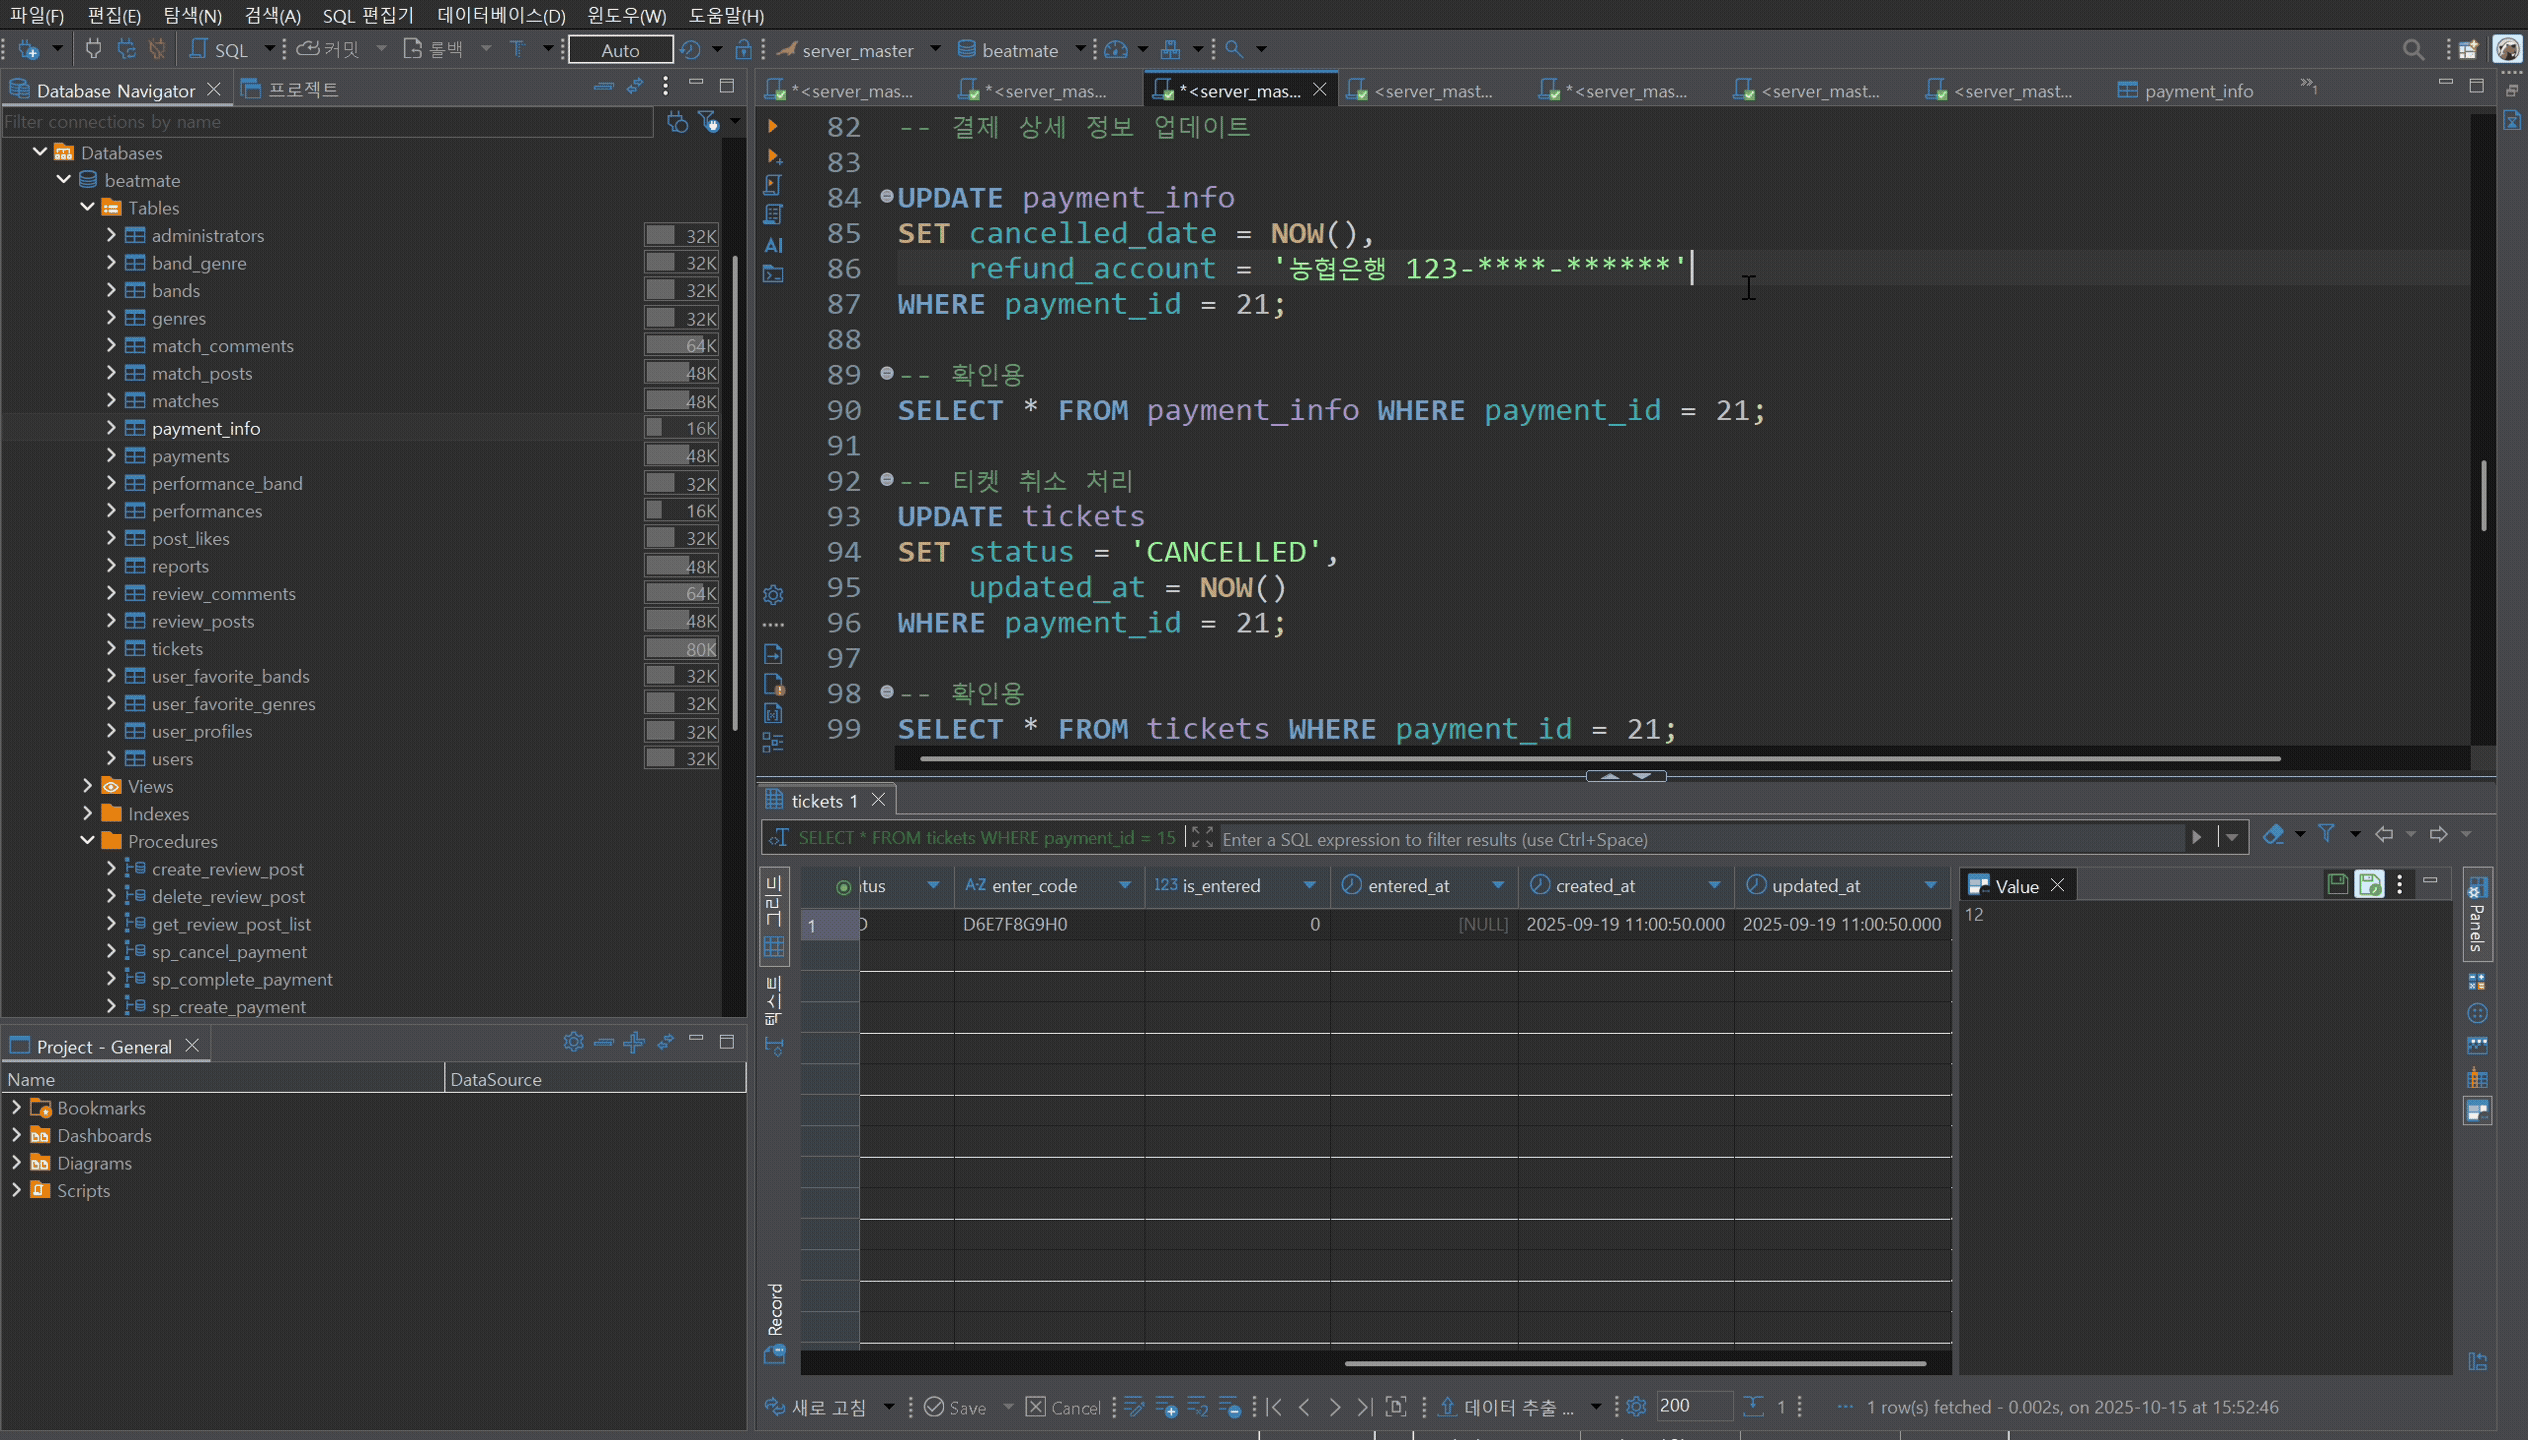 파일(F) 편집(E) 탐색(N) 검색(A) SQL 편집기 데이터베이스(D) 윈도우(W) 도움말(H)
SQL 커밋 롤백 Auto server_master beatmate
Database Navigator 프로젝트
Filter connections by name
Databases
beatmate
Tables
administrators 32K
band_genre 32K
bands 32K
genres 32K
match_comments 64K
match_posts 48K
matches 48K
payment_info 16K
payments 48K
performance_band 32K
performances 16K
post_likes 32K
reports 48K
review_comments 64K
review_posts 48K
tickets 80K
user_favorite_bands 32K
user_favorite_genres 32K
user_profiles 32K
users 32K
Views
Indexes
Procedures
create_review_post
delete_review_post
get_review_post_list
sp_cancel_payment
sp_complete_payment
sp_create_payment
Project - General
Name DataSource
Bookmarks
Dashboards
Diagrams
Scripts
*<server_mas... *<server_mas... *<server_mas... <server_mast... *<server_mas... <server_mast... <server_mast... payment_info »1
AI
82 -- 결제 상세 정보 업데이트
83
84 UPDATE payment_info
85 SET cancelled_date = NOW(),
86 refund_account = '농협은행 123-****-******'
87 WHERE payment_id = 21;
88
89 -- 확인용
90 SELECT * FROM payment_info WHERE payment_id = 21;
91
92 -- 티켓 취소 처리
93 UPDATE tickets
94 SET status = 'CANCELLED',
95 updated_at = NOW()
96 WHERE payment_id = 21;
97
98 -- 확인용
99 SELECT * FROM tickets WHERE payment_id = 21;
tickets 1
SELECT * FROM tickets WHERE payment_id = 15 Enter a SQL expression to filter results (use Ctrl+Space)
그리드
텍스트
Record
tus A-Z enter_code 123 is_entered entered_at created_at updated_at
1 D D6E7F8G9H0 0 [NULL] 2025-09-19 11:00:50.000 2025-09-19 11:00:50.000
Value
12
Panels
새로 고침 Save Cancel 데이터 추출 ... 200 1 ... 1 row(s) fetched - 0.002s, on 2025-10-15 at 15:52:46